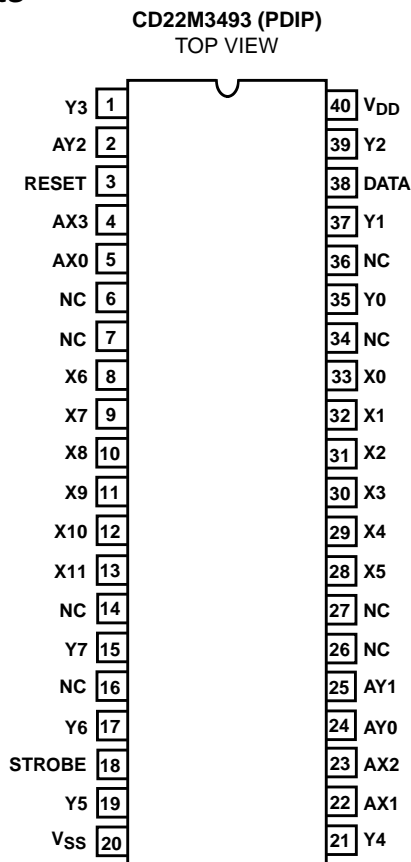 CD22M3493 (PDIP)
TOP VIEW
Y3 1 40 VDD
AY2 2 39 Y2
RESET 3 38 DATA
AX3 4 37 Y1
AX0 5 36 NC
NC 6 35 Y0
NC 7 34 NC
X6 8 33 X0
X7 9 32 X1
X8 10 31 X2
X9 11 30 X3
X10 12 29 X4
X11 13 28 X5
NC 14 27 NC
Y7 15 26 NC
NC 16 25 AY1
Y6 17 24 AY0
STROBE 18 23 AX2
Y5 19 22 AX1
VSS 20 21 Y4